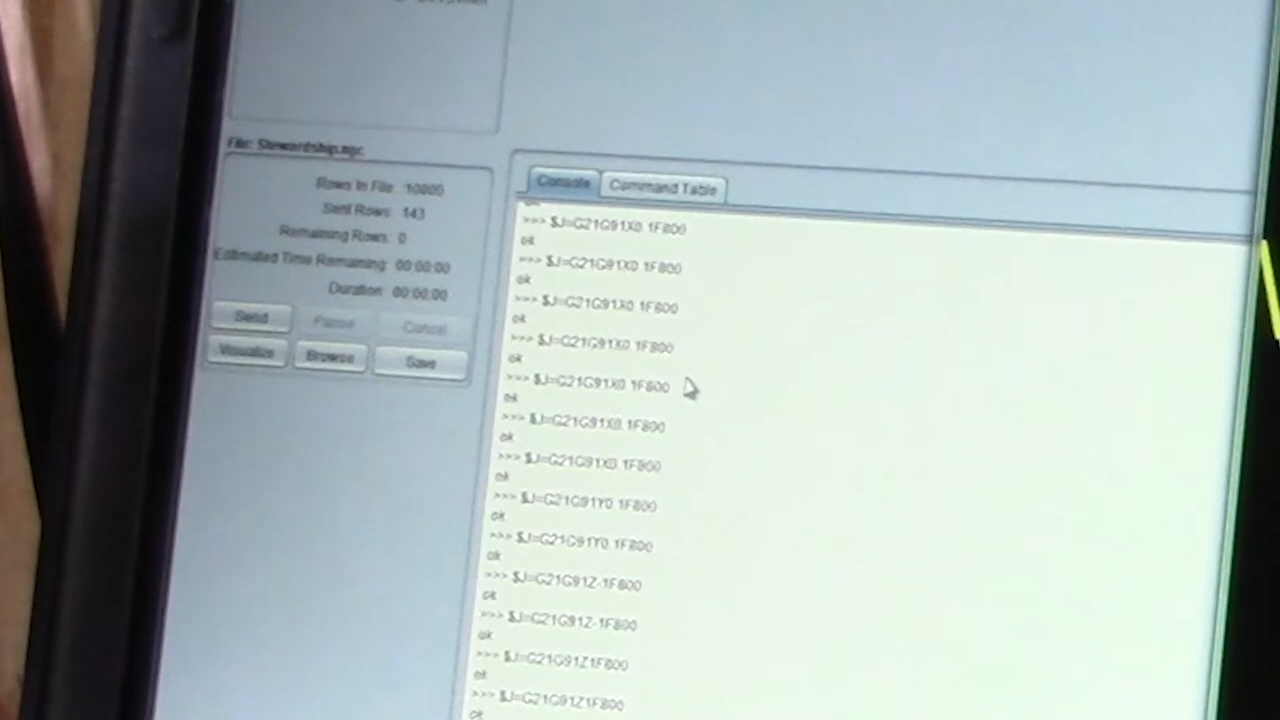 File: Stewardship.ngc
Rows In File: 10800
Sent Rows: 143
Remaining Rows: 0
Estimated Time Remaining: 00:00:00
Duration: 00:00:00
Send Pause Cancel
Visualize Browse Save
Console Command Table
>>> $J=G21G91X0.1F800
ok
>>> $J=G21G91X0.1F800
ok
>>> $J=G21G91X0.1F800
ok
>>> $J=G21G91X0.1F800
ok
>>> $J=G21G91X0.1F800
ok
>>> $J=G21G91X0.1F800
ok
>>> $J=G21G91X0.1F800
ok
>>> $J=G21G91Y0.1F800
ok
>>> $J=G21G91Y0.1F800
ok
>>> $J=G21G91Z-1F800
ok
>>> $J=G21G91Z-1F800
ok
>>> $J=G21G91Z1F800
ok
>>> $J=G21G91Z1F800
ok